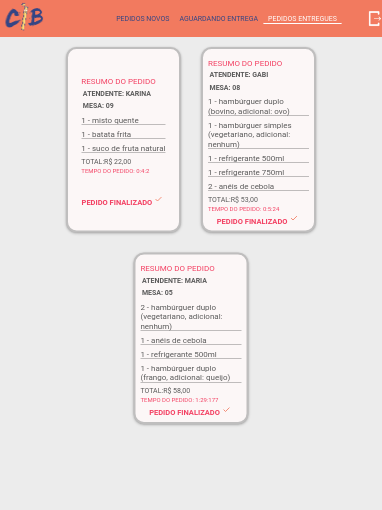 CIB
PEDIDOS NOVOS AGUARDANDO ENTREGA PEDIDOS ENTREGUES
RESUMO DO PEDIDO
ATENDENTE: KARINA
MESA: 09
1 - misto quente
1 - batata frita
1 - suco de fruta natural
TOTAL:R$ 22,00
TEMPO DO PEDIDO: 0:4:2
PEDIDO FINALIZADO
RESUMO DO PEDIDO
ATENDENTE: GABI
MESA: 08
1 - hambúrguer duplo
(bovino, adicional: ovo)
1 - hambúrguer simples
(vegetariano, adicional:
nenhum)
1 - refrigerante 500ml
1 - refrigerante 750ml
2 - anéis de cebola
TOTAL:R$ 53,00
TEMPO DO PEDIDO: 0:5:24
PEDIDO FINALIZADO
RESUMO DO PEDIDO
ATENDENTE: MARIA
MESA: 05
2 - hambúrguer duplo
(vegetariano, adicional:
nenhum)
1 - anéis de cebola
1 - refrigerante 500ml
1 - hambúrguer duplo
(frango, adicional: queijo)
TOTAL:R$ 58,00
TEMPO DO PEDIDO: 1:29:177
PEDIDO FINALIZADO